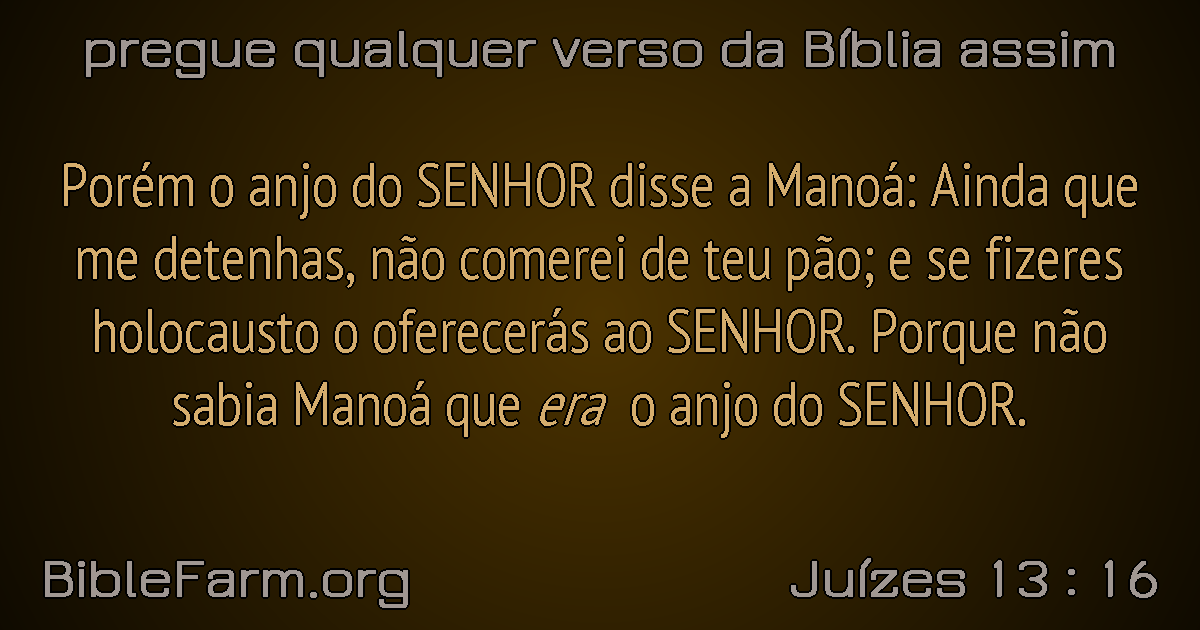 pregue qualquer verso da Bíblia assim
Porém o anjo do SENHOR disse a Manoá: Ainda que
me detenhas, não comerei de teu pão; e se fizeres
holocausto o oferecerás ao SENHOR. Porque não
sabia Manoá que era o anjo do SENHOR.
BibleFarm.org
Juízes 13 : 16